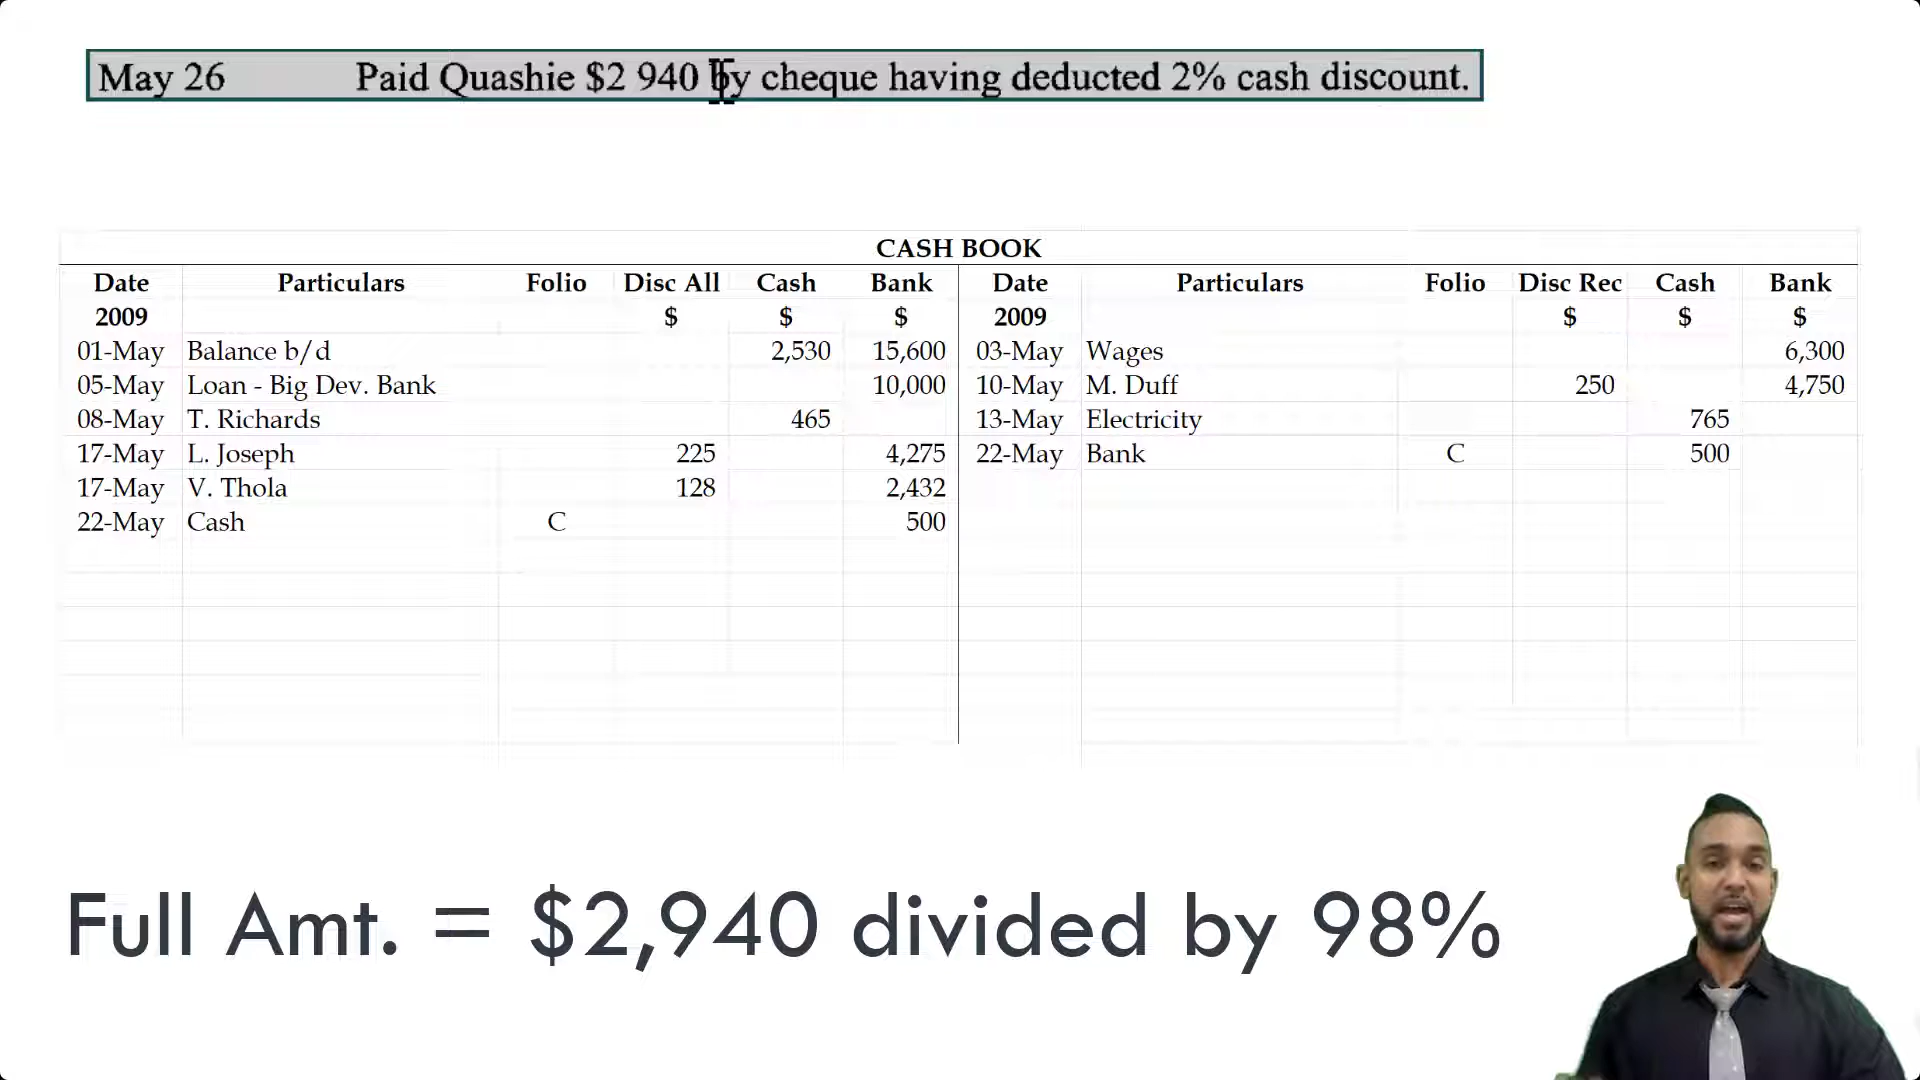 May 26 Paid Quashie $2 940 by cheque having deducted 2% cash discount.
CASH BOOK
Date Particulars Folio Disc All Cash Bank Date Particulars Folio Disc Rec Cash Bank
2009 $ $ $ 2009 $ $ $
01-May Balance b/d 2,530 15,600 03-May Wages 6,300
05-May Loan - Big Dev. Bank 10,000 10-May M. Duff 250 4,750
08-May T. Richards 465 13-May Electricity 765
17-May L. Joseph 225 4,275 22-May Bank C 500
17-May V. Thola 128 2,432
22-May Cash C 500
Full Amt. = $2,940 divided by 98%